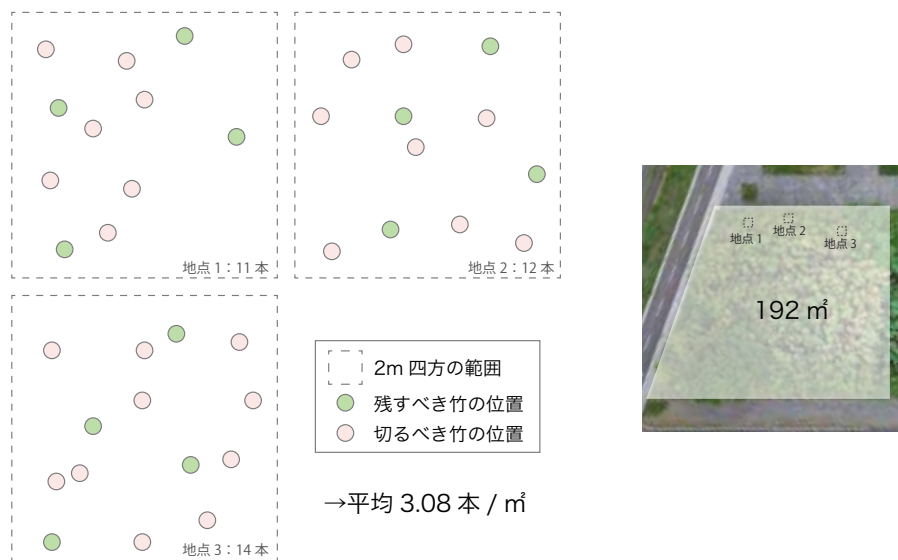 地点 1：11 本
地点 2：12 本
地点 3：14 本
2m 四方の範囲
残すべき竹の位置
切るべき竹の位置
→平均 3.08 本 / ㎡
地点 1
地点 2
地点 3
192 ㎡